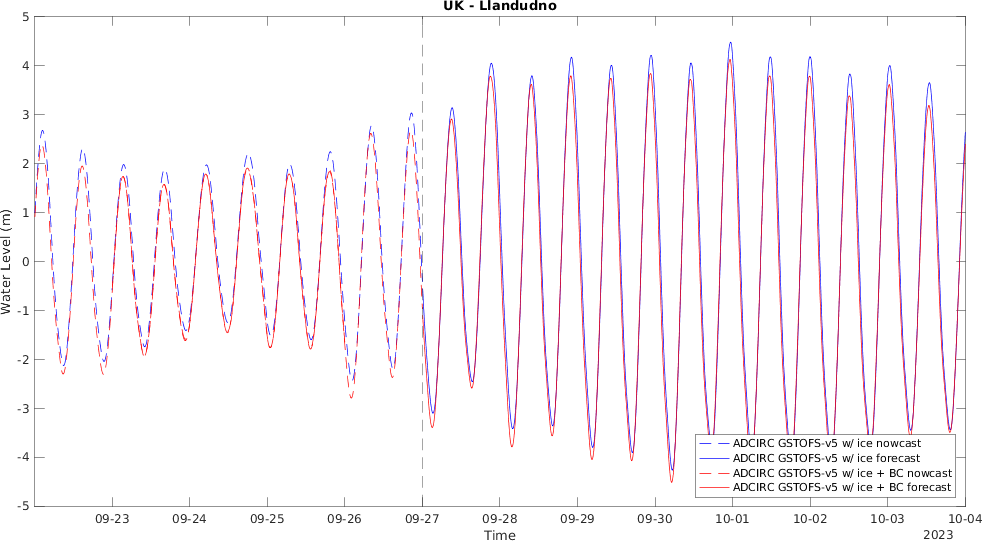 UK - Llandudno
5
4
3
2
1
0
-1
-2
-3
-4
-5
Water Level (m)
ADCIRC GSTOFS-v5 w/ ice nowcast
ADCIRC GSTOFS-v5 w/ ice forecast
ADCIRC GSTOFS-v5 w/ ice + BC nowcast
ADCIRC GSTOFS-v5 w/ ice + BC forecast
09-23 09-24 09-25 09-26 09-27 09-28 09-29 09-30 10-01 10-02 10-03 10-04
Time
2023